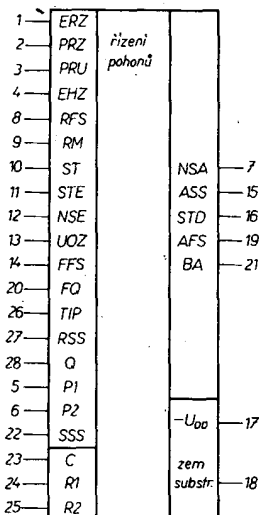 1 ERZ
2 PRZ
3 PRU
4 EHZ
8 RFS
9 RM
10 ST
11 STE
12 NSE
13 UOZ
14 FFS
20 FQ
26 TIP
27 RSS
28 Q
5 P1
6 P2
22 SSS
23 C
24 R1
25 R2
řízení
pohonů
NSA 7
ASS 15
STD 16
AFS 19
BA 21
-UDD 17
zem
substr. 18